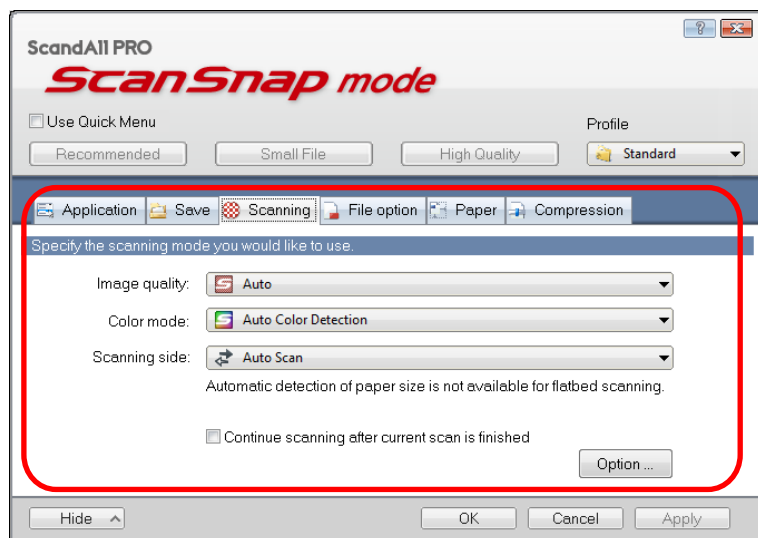 ScandAll PRO
ScanSnap mode
Use Quick Menu
Profile
Recommended Small File High Quality Standard
Application Save Scanning File option Paper Compression
Specify the scanning mode you would like to use.
Image quality: Auto
Color mode: Auto Color Detection
Scanning side: Auto Scan
Automatic detection of paper size is not available for flatbed scanning.
Continue scanning after current scan is finished
Option ...
Hide OK Cancel Apply